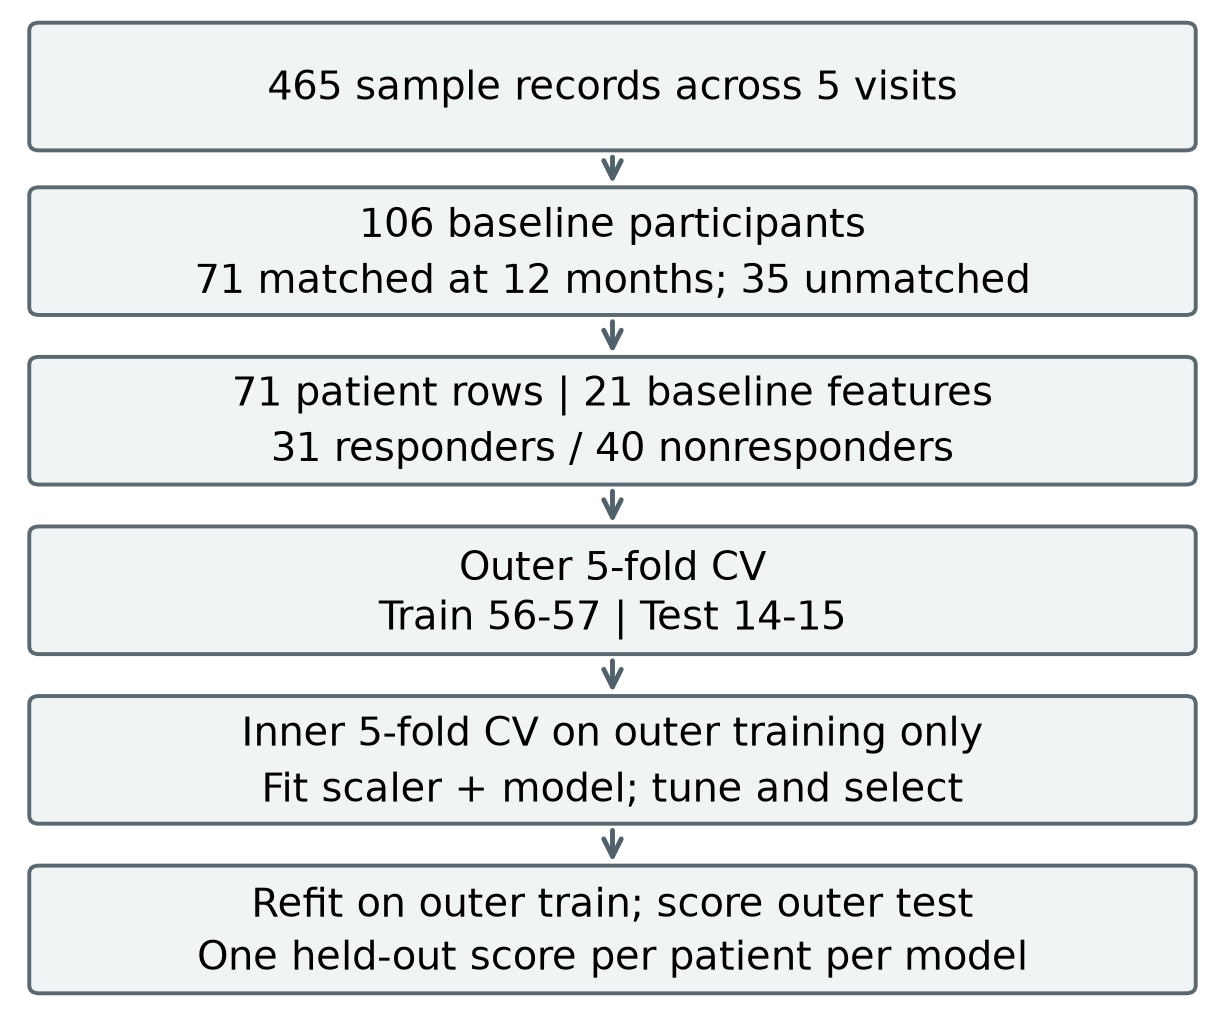 465 sample records across 5 visits
106 baseline participants
71 matched at 12 months; 35 unmatched
71 patient rows | 21 baseline features
31 responders / 40 nonresponders
Outer 5-fold CV
Train 56-57 | Test 14-15
Inner 5-fold CV on outer training only
Fit scaler + model; tune and select
Refit on outer train; score outer test
One held-out score per patient per model